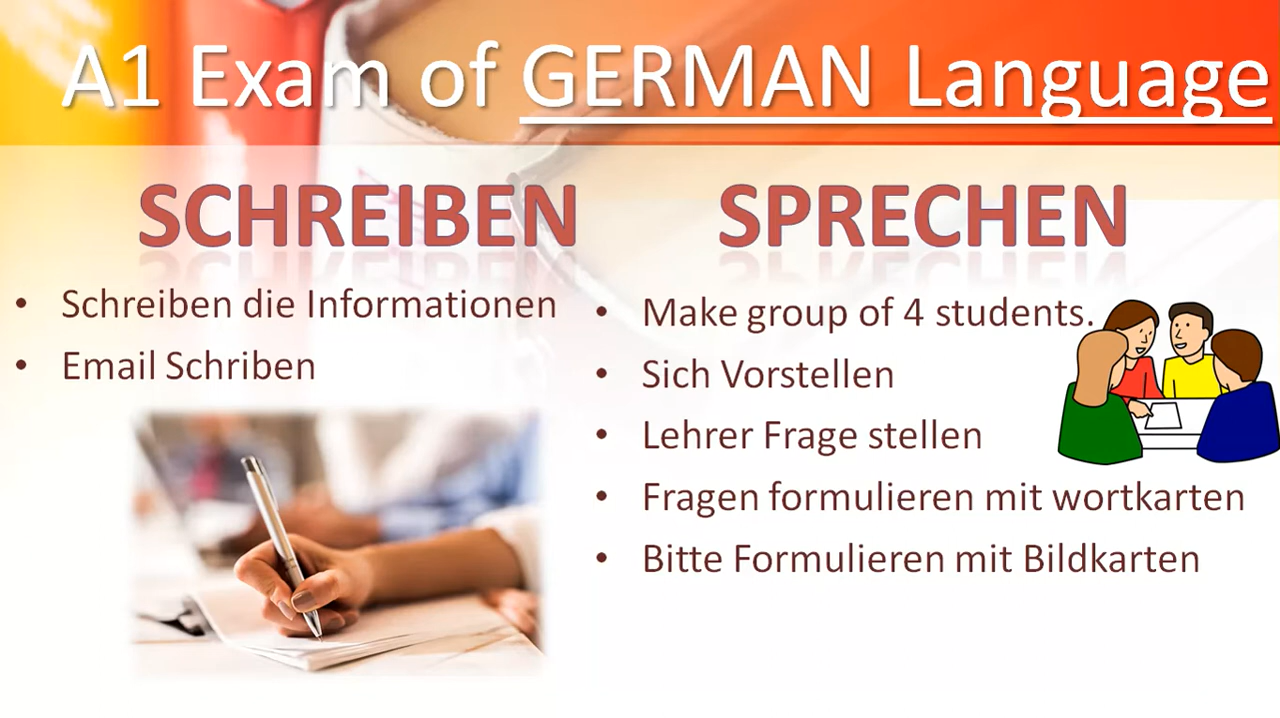 A1 Exam of GERMAN Language
SCHREIBEN
• Schreiben die Informationen
• Email Schriben
SPRECHEN
• Make group of 4 students.
• Sich Vorstellen
• Lehrer Frage stellen
• Fragen formulieren mit wortkarten
• Bitte Formulieren mit Bildkarten